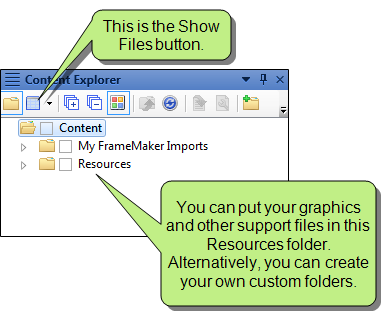 This is the Show
Files button.
Content Explorer
Content
My FrameMaker Imports
Resources
You can put your graphics
and other support files in this
Resources folder.
Alternatively, you can create
your own custom folders.